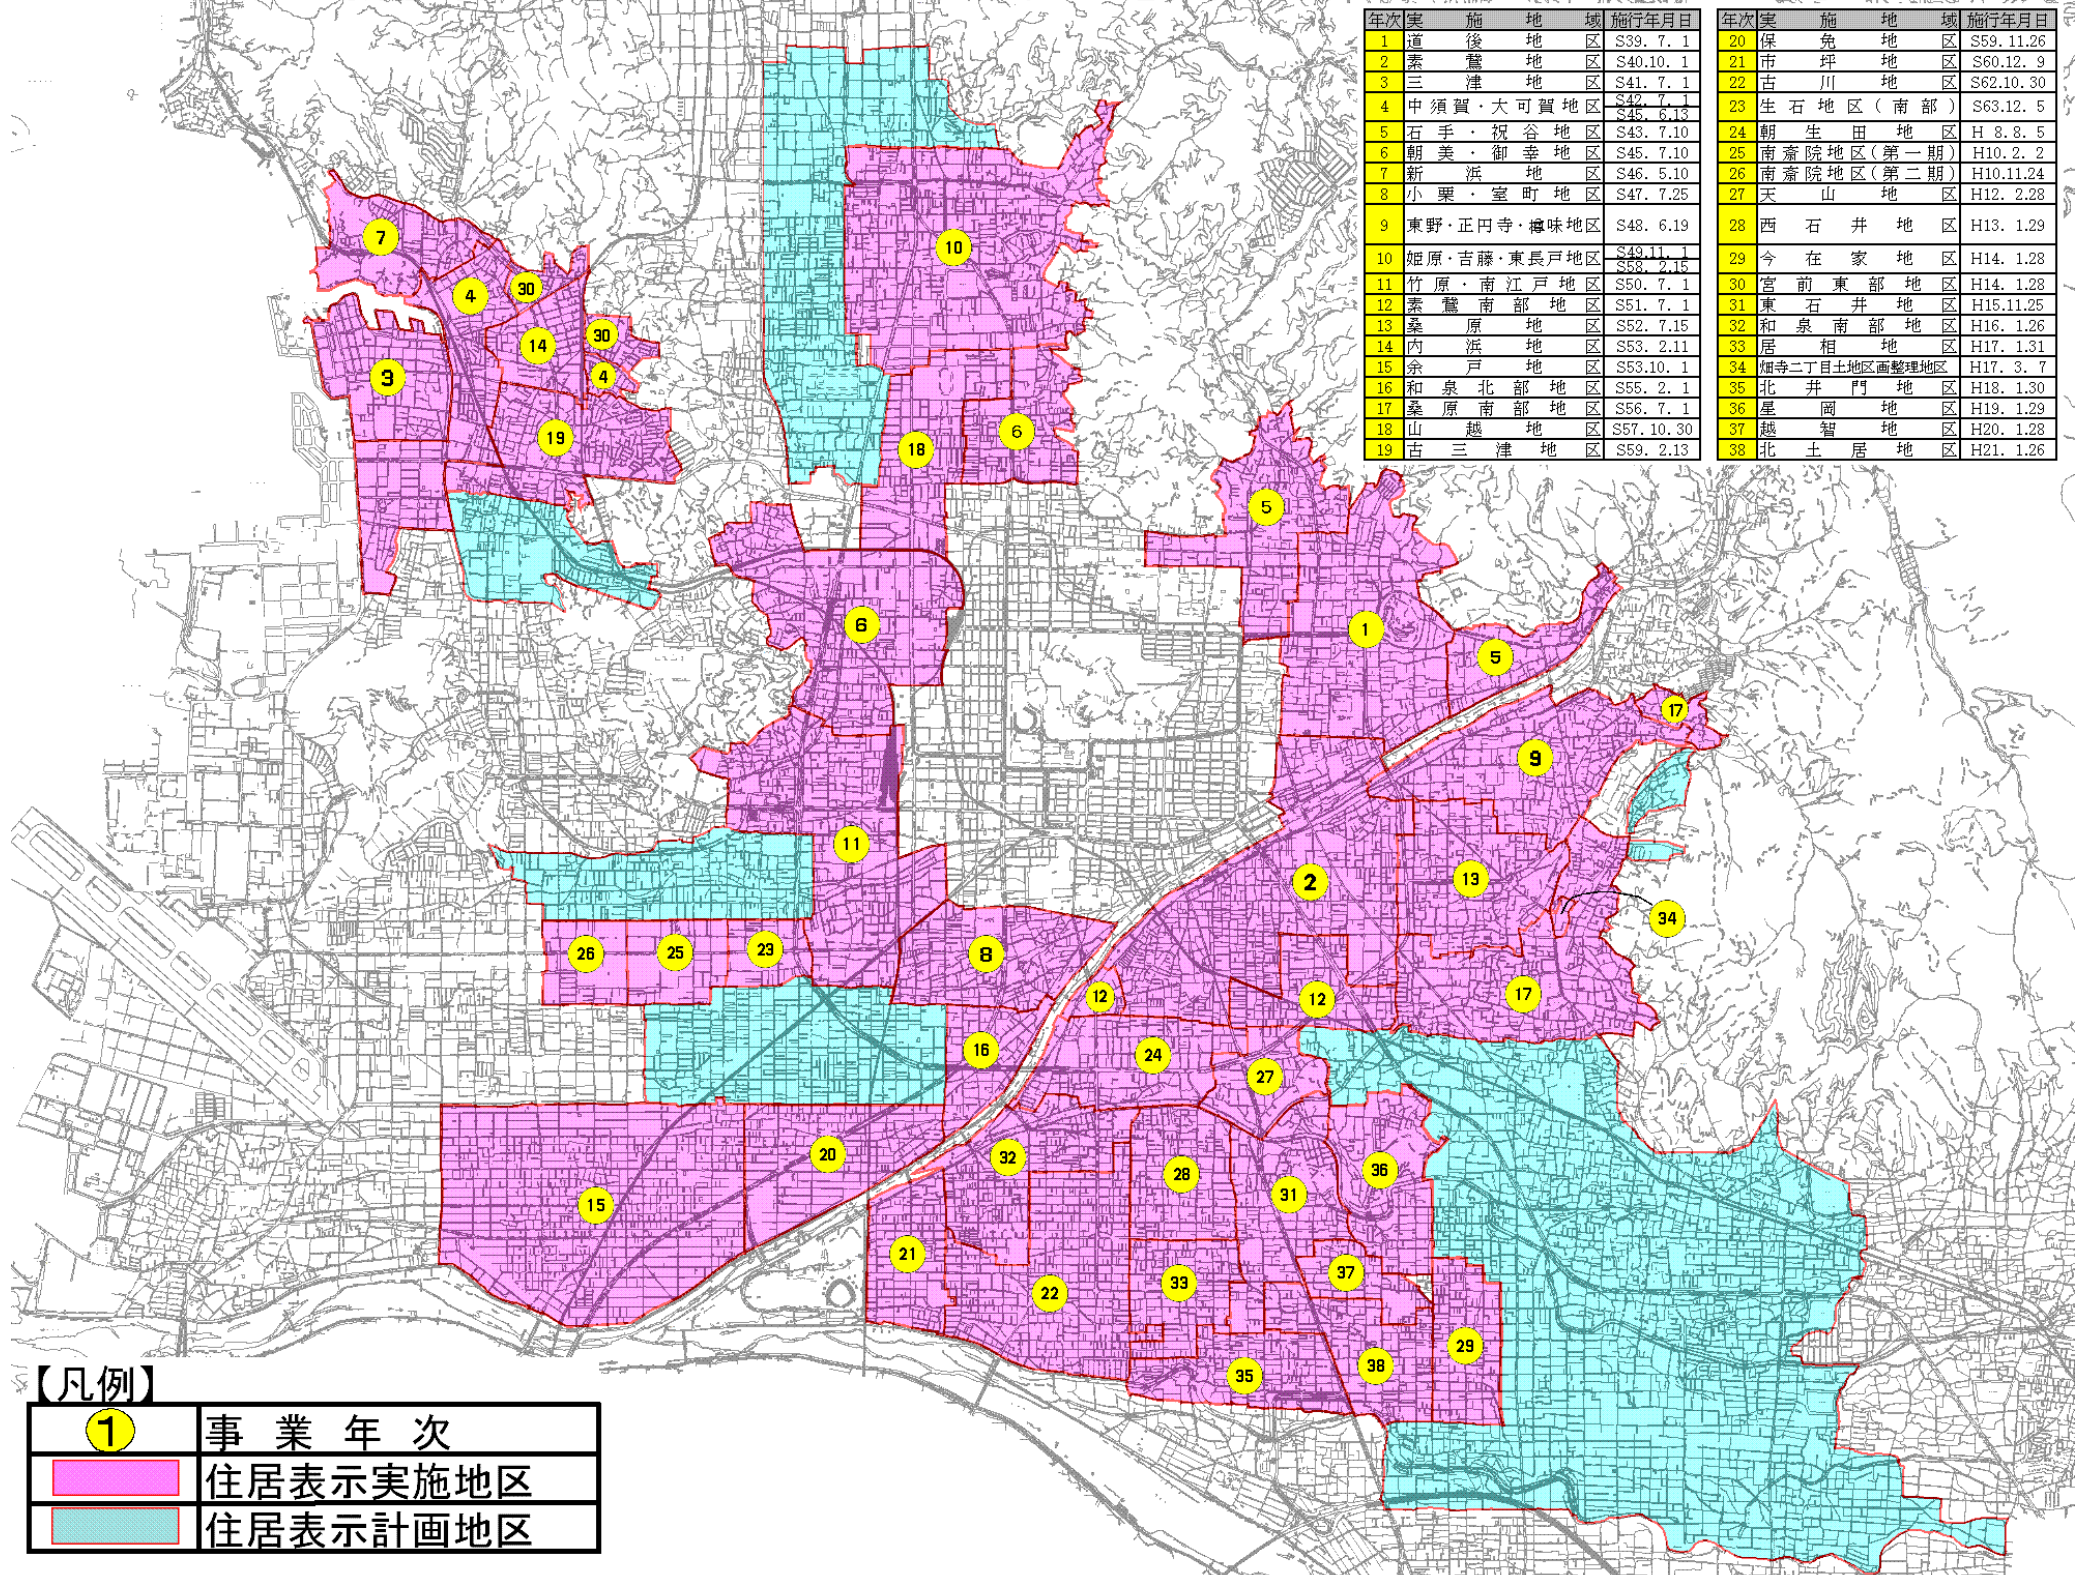 年次 実施地域 施行年月日
1 道後地区 S39. 7. 1
2 素鵞地区 S40.10. 1
3 三津地区 S41. 7. 1
4 中須賀・大可賀地区 S42. 7. 1 S45. 6.13
5 石手・祝谷地区 S43. 7.10
6 朝美・御幸地区 S45. 7.10
7 新浜地区 S46. 5.10
8 小栗・室町地区 S47. 7.25
9 東野・正円寺・樽味地区 S48. 6.19
10 姫原・吉藤・東長戸地区 S49.11. 1 S58. 2.15
11 竹原・南江戸地区 S50. 7. 1
12 素鵞南部地区 S51. 7. 1
13 桑原地区 S52. 7.15
14 内浜地区 S53. 2.11
15 余戸地区 S53.10. 1
16 和泉北部地区 S55. 2. 1
17 桑原南部地区 S56. 7. 1
18 山越地区 S57.10.30
19 古三津地区 S59. 2.13
年次 実施地域 施行年月日
20 保免地区 S59.11.26
21 市坪地区 S60.12. 9
22 古川地区 S62.10.30
23 生石地区(南部) S63.12. 5
24 朝生田地区 H 8.8. 5
25 南斎院地区(第一期) H10.2. 2
26 南斎院地区(第二期) H10.11.24
27 天山地区 H12. 2.28
28 西石井地区 H13. 1.29
29 今在家地区 H14. 1.28
30 宮前東部地区 H14. 1.28
31 東石井地区 H15.11.25
32 和泉南部地区 H16. 1.26
33 居相地区 H17. 1.31
34 畑寺二丁目土地区画整理地区 H17. 3. 7
35 北井門地区 H18. 1.30
36 星岡地区 H19. 1.29
37 越智地区 H20. 1.28
38 北土居地区 H21. 1.26
7
10
4
30
30
14
3
4
19
18
6
5
6
1
5
17
9
11
2
13
34
26
25
23
8
17
12
12
16
24
27
20
32
28
36
15
31
21
37
33
22
29
38
35
【凡例】
1 事業年次
住居表示実施地区
住居表示計画地区